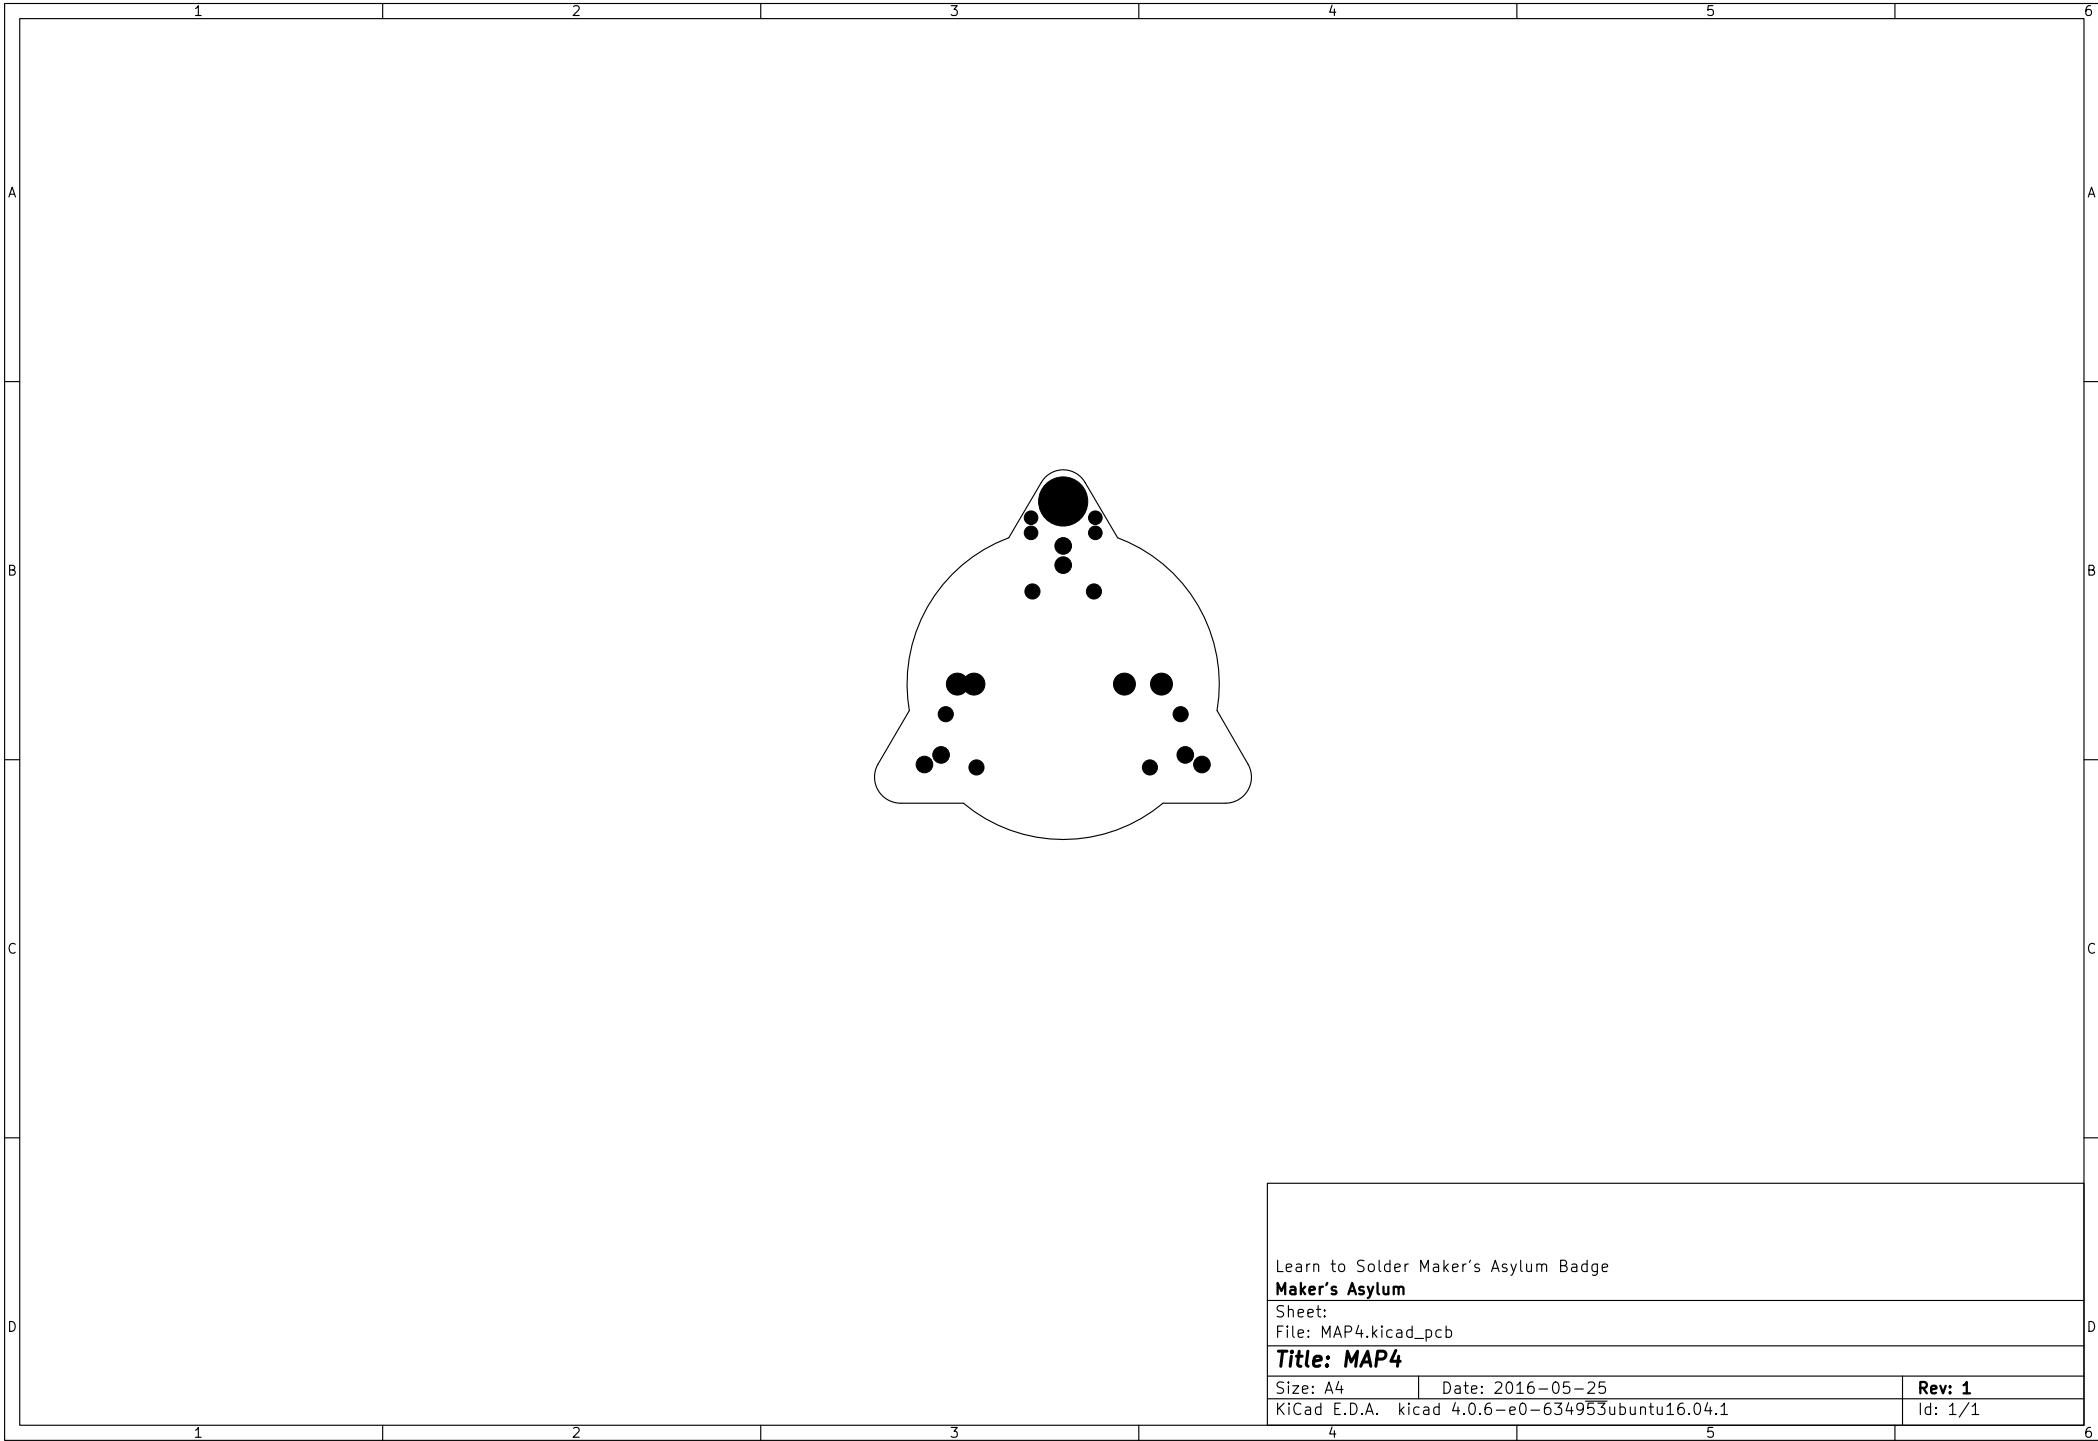 1 2 3 4 5 6
A A
B B
C C
D D
Learn to Solder Maker's Asylum Badge
Maker's Asylum
Sheet:
File: MAP4.kicad_pcb
Title: MAP4
Size: A4 Date: 2016-05-25 Rev: 1
KiCad E.D.A. kicad 4.0.6-e0-634953ubuntu16.04.1 Id: 1/1
1 2 3 4 5 6